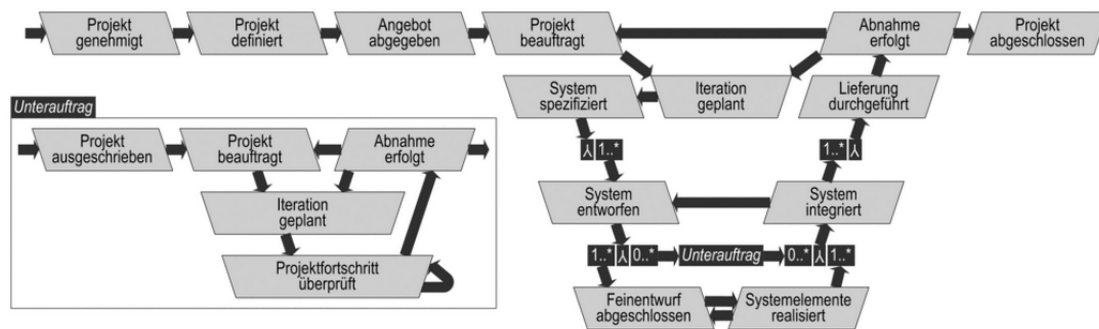 Projekt
genehmigt
Projekt
definiert
Angebot
abgegeben
Projekt
beauftragt
Abnahme
erfolgt
Projekt
abgeschlossen
System
spezifiziert
Iteration
geplant
Lieferung
durchgeführt
1..*
1..*
System
entworfen
System
integriert
1..*
0..*
Unterauftrag
0..*
1..*
Feinentwurf
abgeschlossen
Systemelemente
realisiert
Unterauftrag
Projekt
ausgeschrieben
Projekt
beauftragt
Abnahme
erfolgt
Iteration
geplant
Projektfortschritt
überprüft